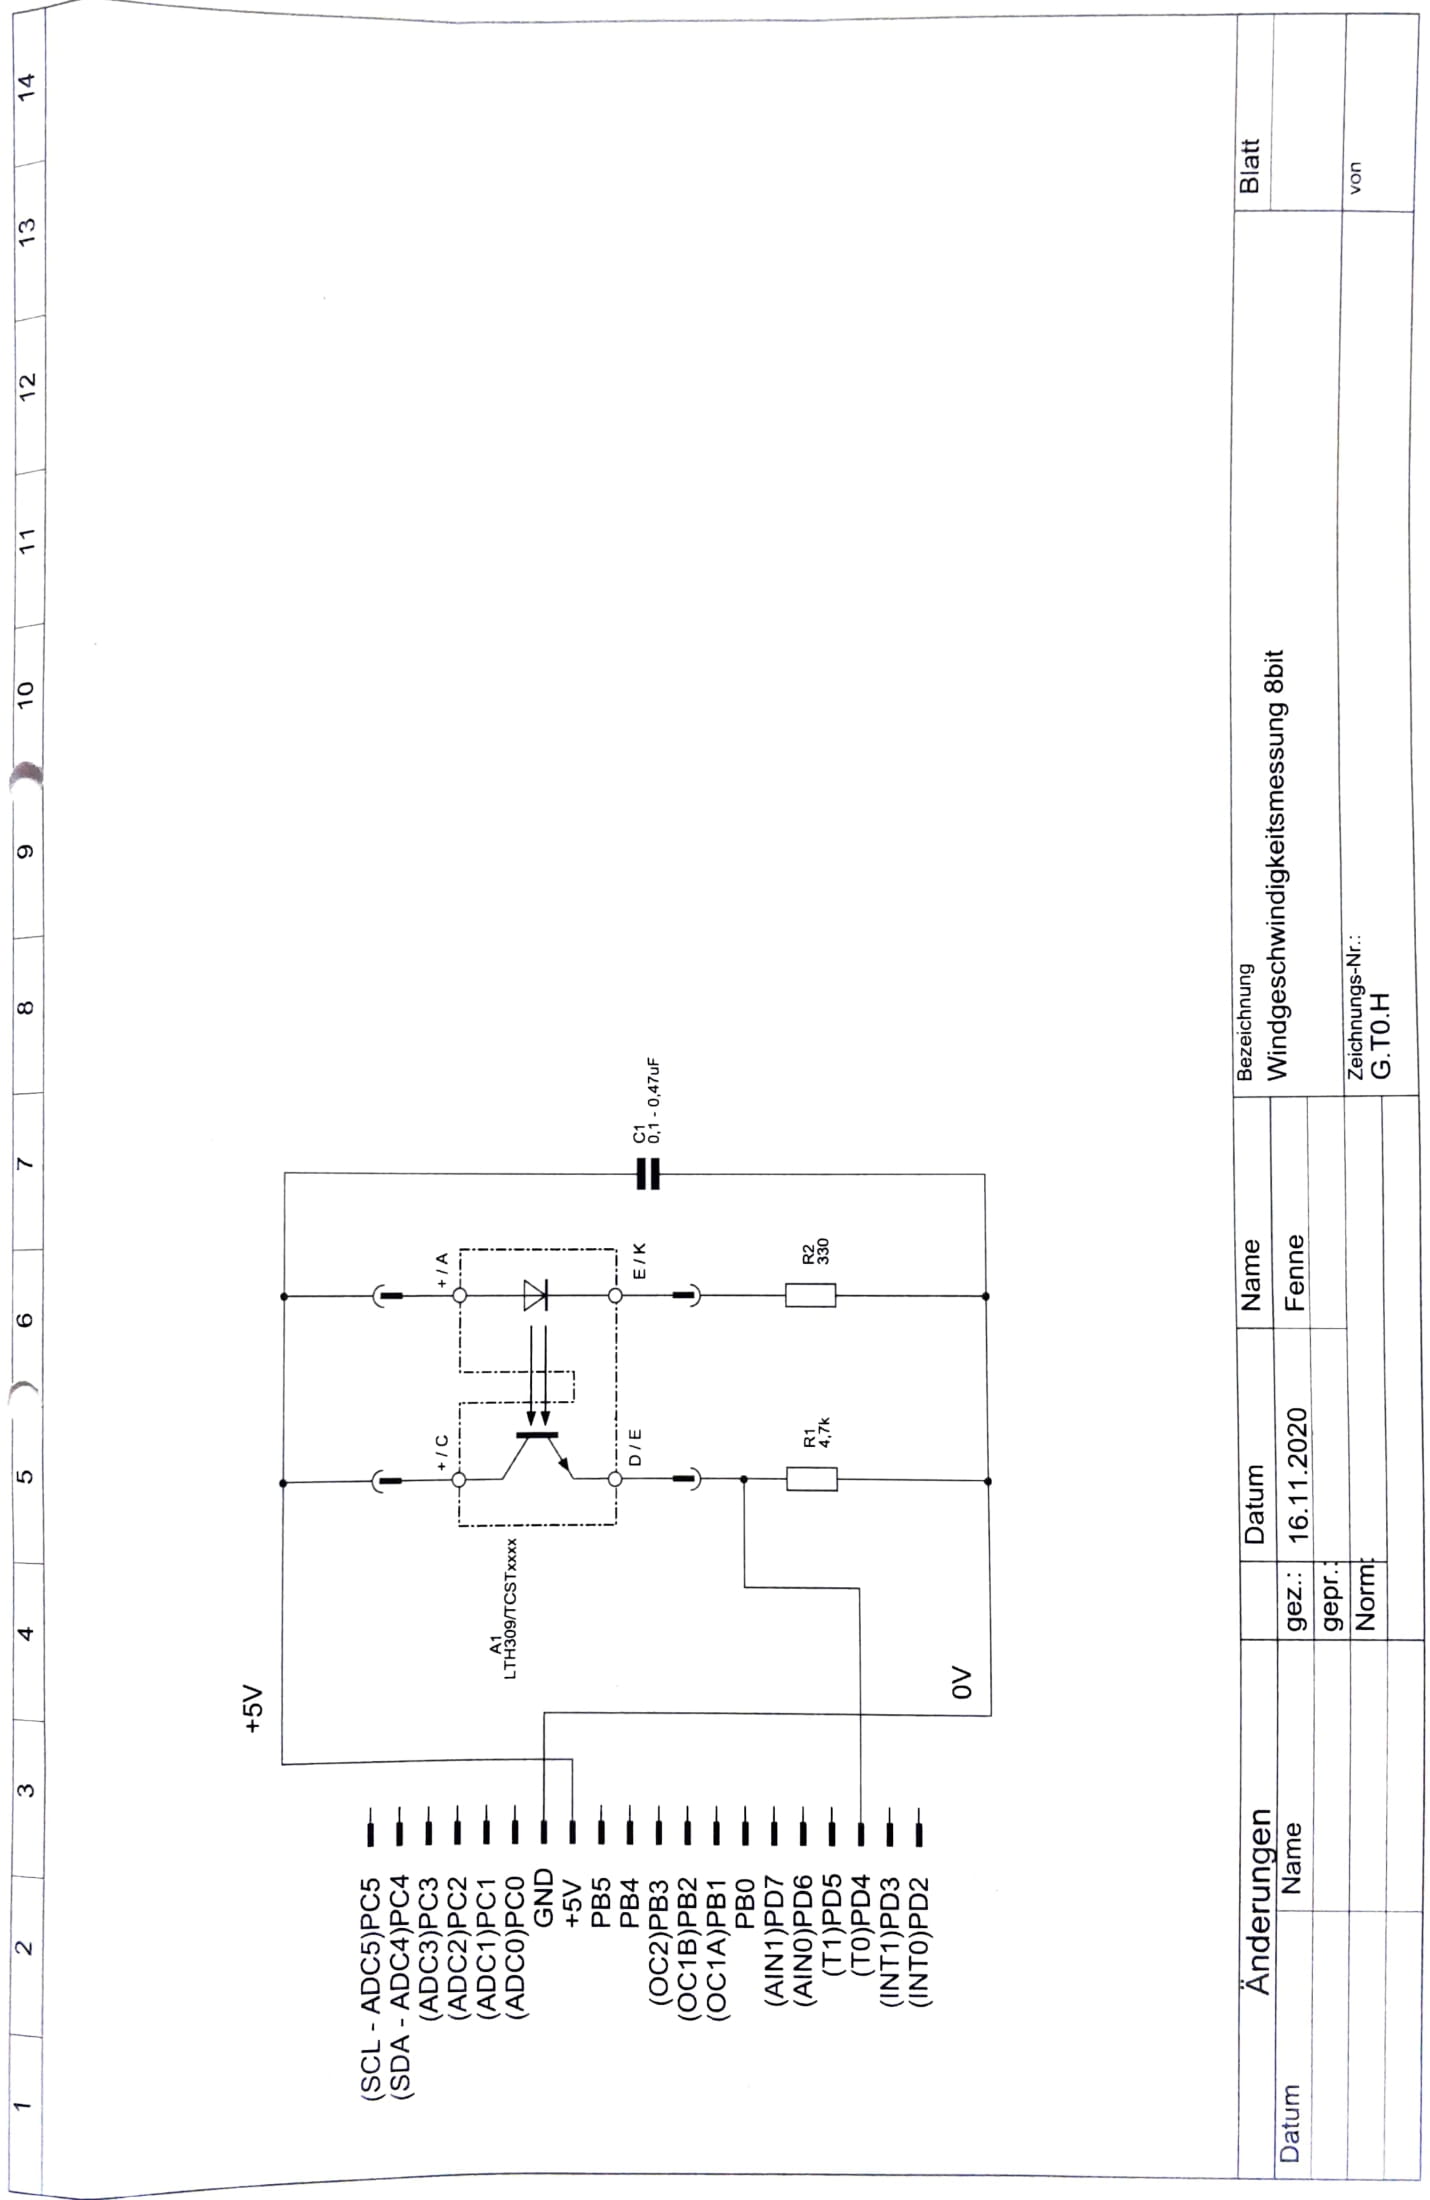 1 2 3 4 5 6 7 8 9 10 11 12 13 14
+5V
(SCL - ADC5)PC5
(SDA - ADC4)PC4
(ADC3)PC3
(ADC2)PC2
(ADC1)PC1
(ADC0)PC0
GND
+5V
PB5
PB4
(OC2)PB3
(OC1B)PB2
(OC1A)PB1
PB0
(AIN1)PD7
(AIN0)PD6
(T1)PD5
(T0)PD4
(INT1)PD3
(INT0)PD2
+ / C
+ / A
A1
LTH309/TCSTxxxx
D / E
E / K
C1
0,1 - 0,47uF
R1
4,7k
R2
330
0V
Änderungen
Datum Name
Datum Name
gez.: 16.11.2020 Fenne
gepr.:
Norm:
Bezeichnung
Windgeschwindigkeitsmessung 8bit
Zeichnungs-Nr.:
G.T0.H
Blatt
von